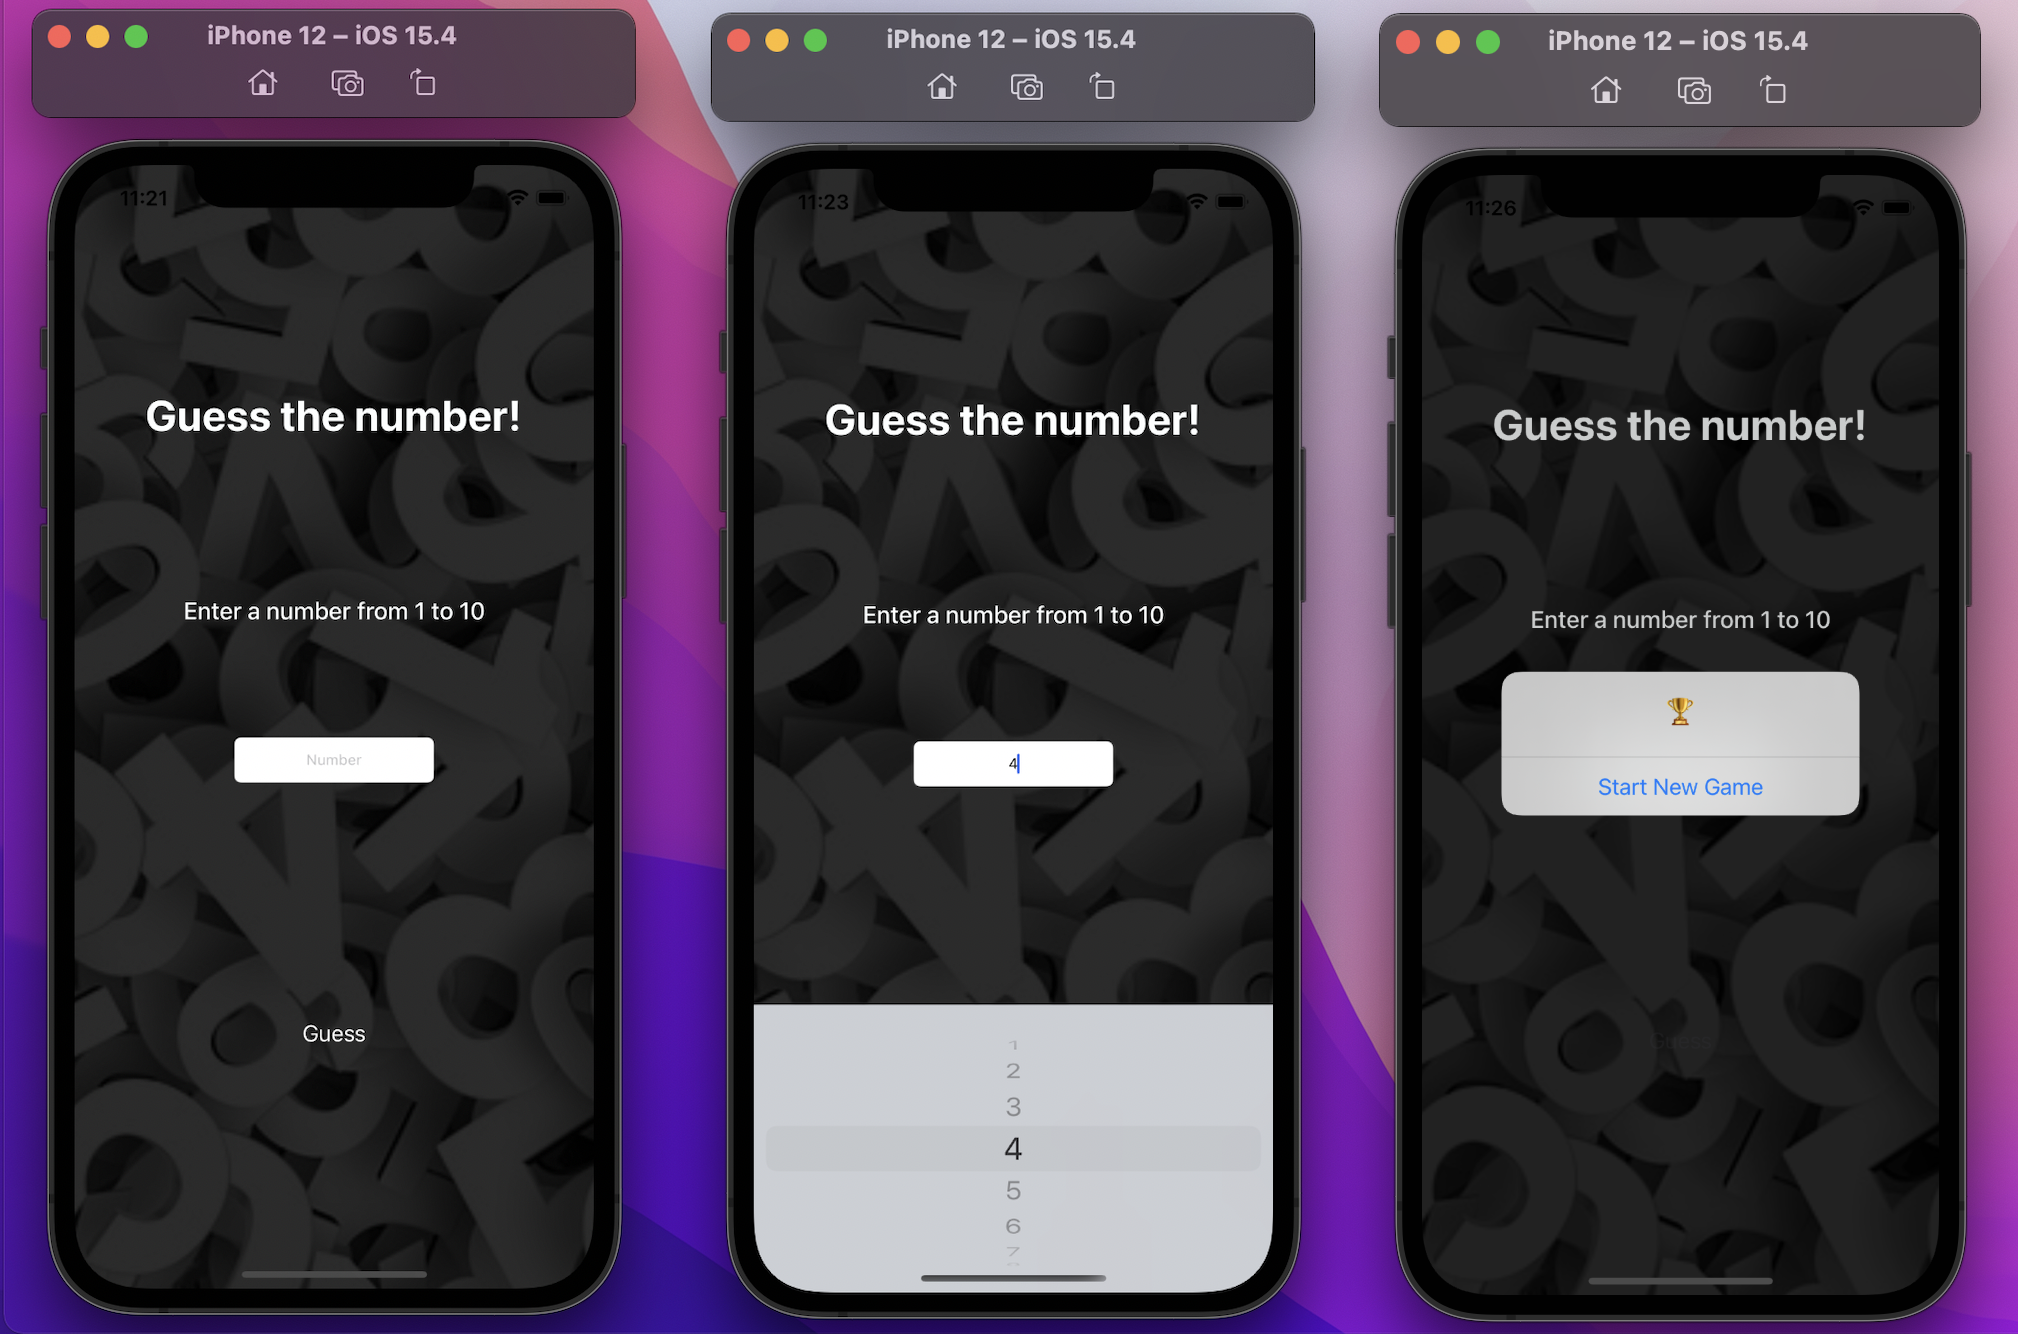 iPhone 12 – iOS 15.4
11:21
Guess the number!
Enter a number from 1 to 10
Number
Guess
iPhone 12 – iOS 15.4
11:23
Guess the number!
Enter a number from 1 to 10
4
1
2
3
4
5
6
7
iPhone 12 – iOS 15.4
11:26
Guess the number!
Enter a number from 1 to 10
🏆
Start New Game
Guess